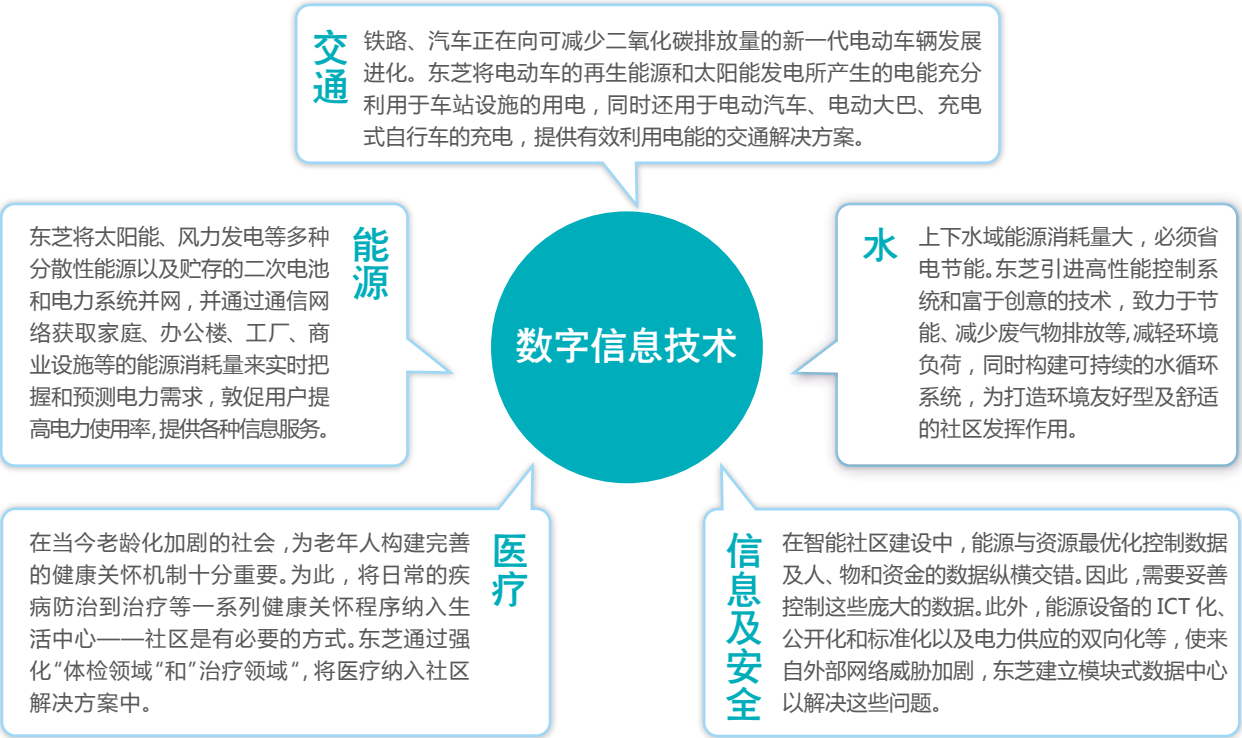 交通
铁路、汽车正在向可减少二氧化碳排放量的新一代电动车辆发展
进化。东芝将电动车的再生能源和太阳能发电所产生的电能充分
利用于车站设施的用电，同时还用于电动汽车、电动大巴、充电
式自行车的充电，提供有效利用电能的交通解决方案。
能源
东芝将太阳能、风力发电等多种
分散性能源以及贮存的二次电池
和电力系统并网，并通过通信网
络获取家庭、办公楼、工厂、商
业设施等的能源消耗量来实时把
握和预测电力需求，敦促用户提
高电力使用率,提供各种信息服务。
数字信息技术
水
上下水域能源消耗量大，必须省
电节能。东芝引进高性能控制系
统和富于创意的技术，致力于节
能、减少废气物排放等,减轻环境
负荷，同时构建可持续的水循环
系统，为打造环境友好型及舒适
的社区发挥作用。
医疗
在当今老龄化加剧的社会,为老年人构建完善
的健康关怀机制十分重要。为此，将日常的疾
病防治到治疗等一系列健康关怀程序纳入生
活中心——社区是有必要的方式。东芝通过强
化“体检领域“和”治疗领域“,将医疗纳入社区
解决方案中。
信息及安全
在智能社区建设中，能源与资源最优化控制数据
及人、物和资金的数据纵横交错。因此,需要妥善
控制这些庞大的数据。此外，能源设备的 ICT 化、
公开化和标准化以及电力供应的双向化等，使来
自外部网络威胁加剧，东芝建立模块式数据中心
以解决这些问题。